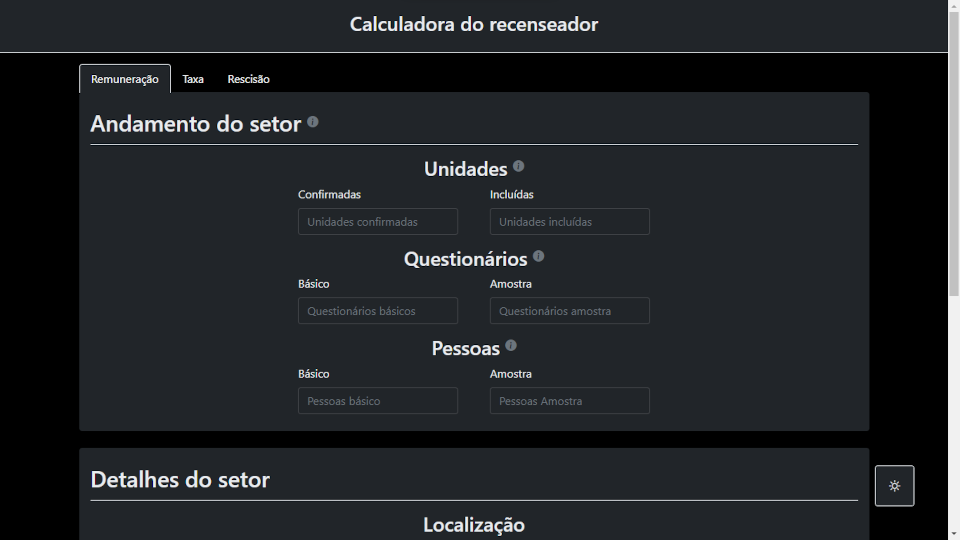 Calculadora do recenseador
Remuneração Taxa Rescisão
Andamento do setor
Unidades
Confirmadas Incluídas
Unidades confirmadas Unidades incluídas
Questionários
Básico Amostra
Questionários básicos Questionários amostra
Pessoas
Básico Amostra
Pessoas básico Pessoas Amostra
Detalhes do setor
Localização